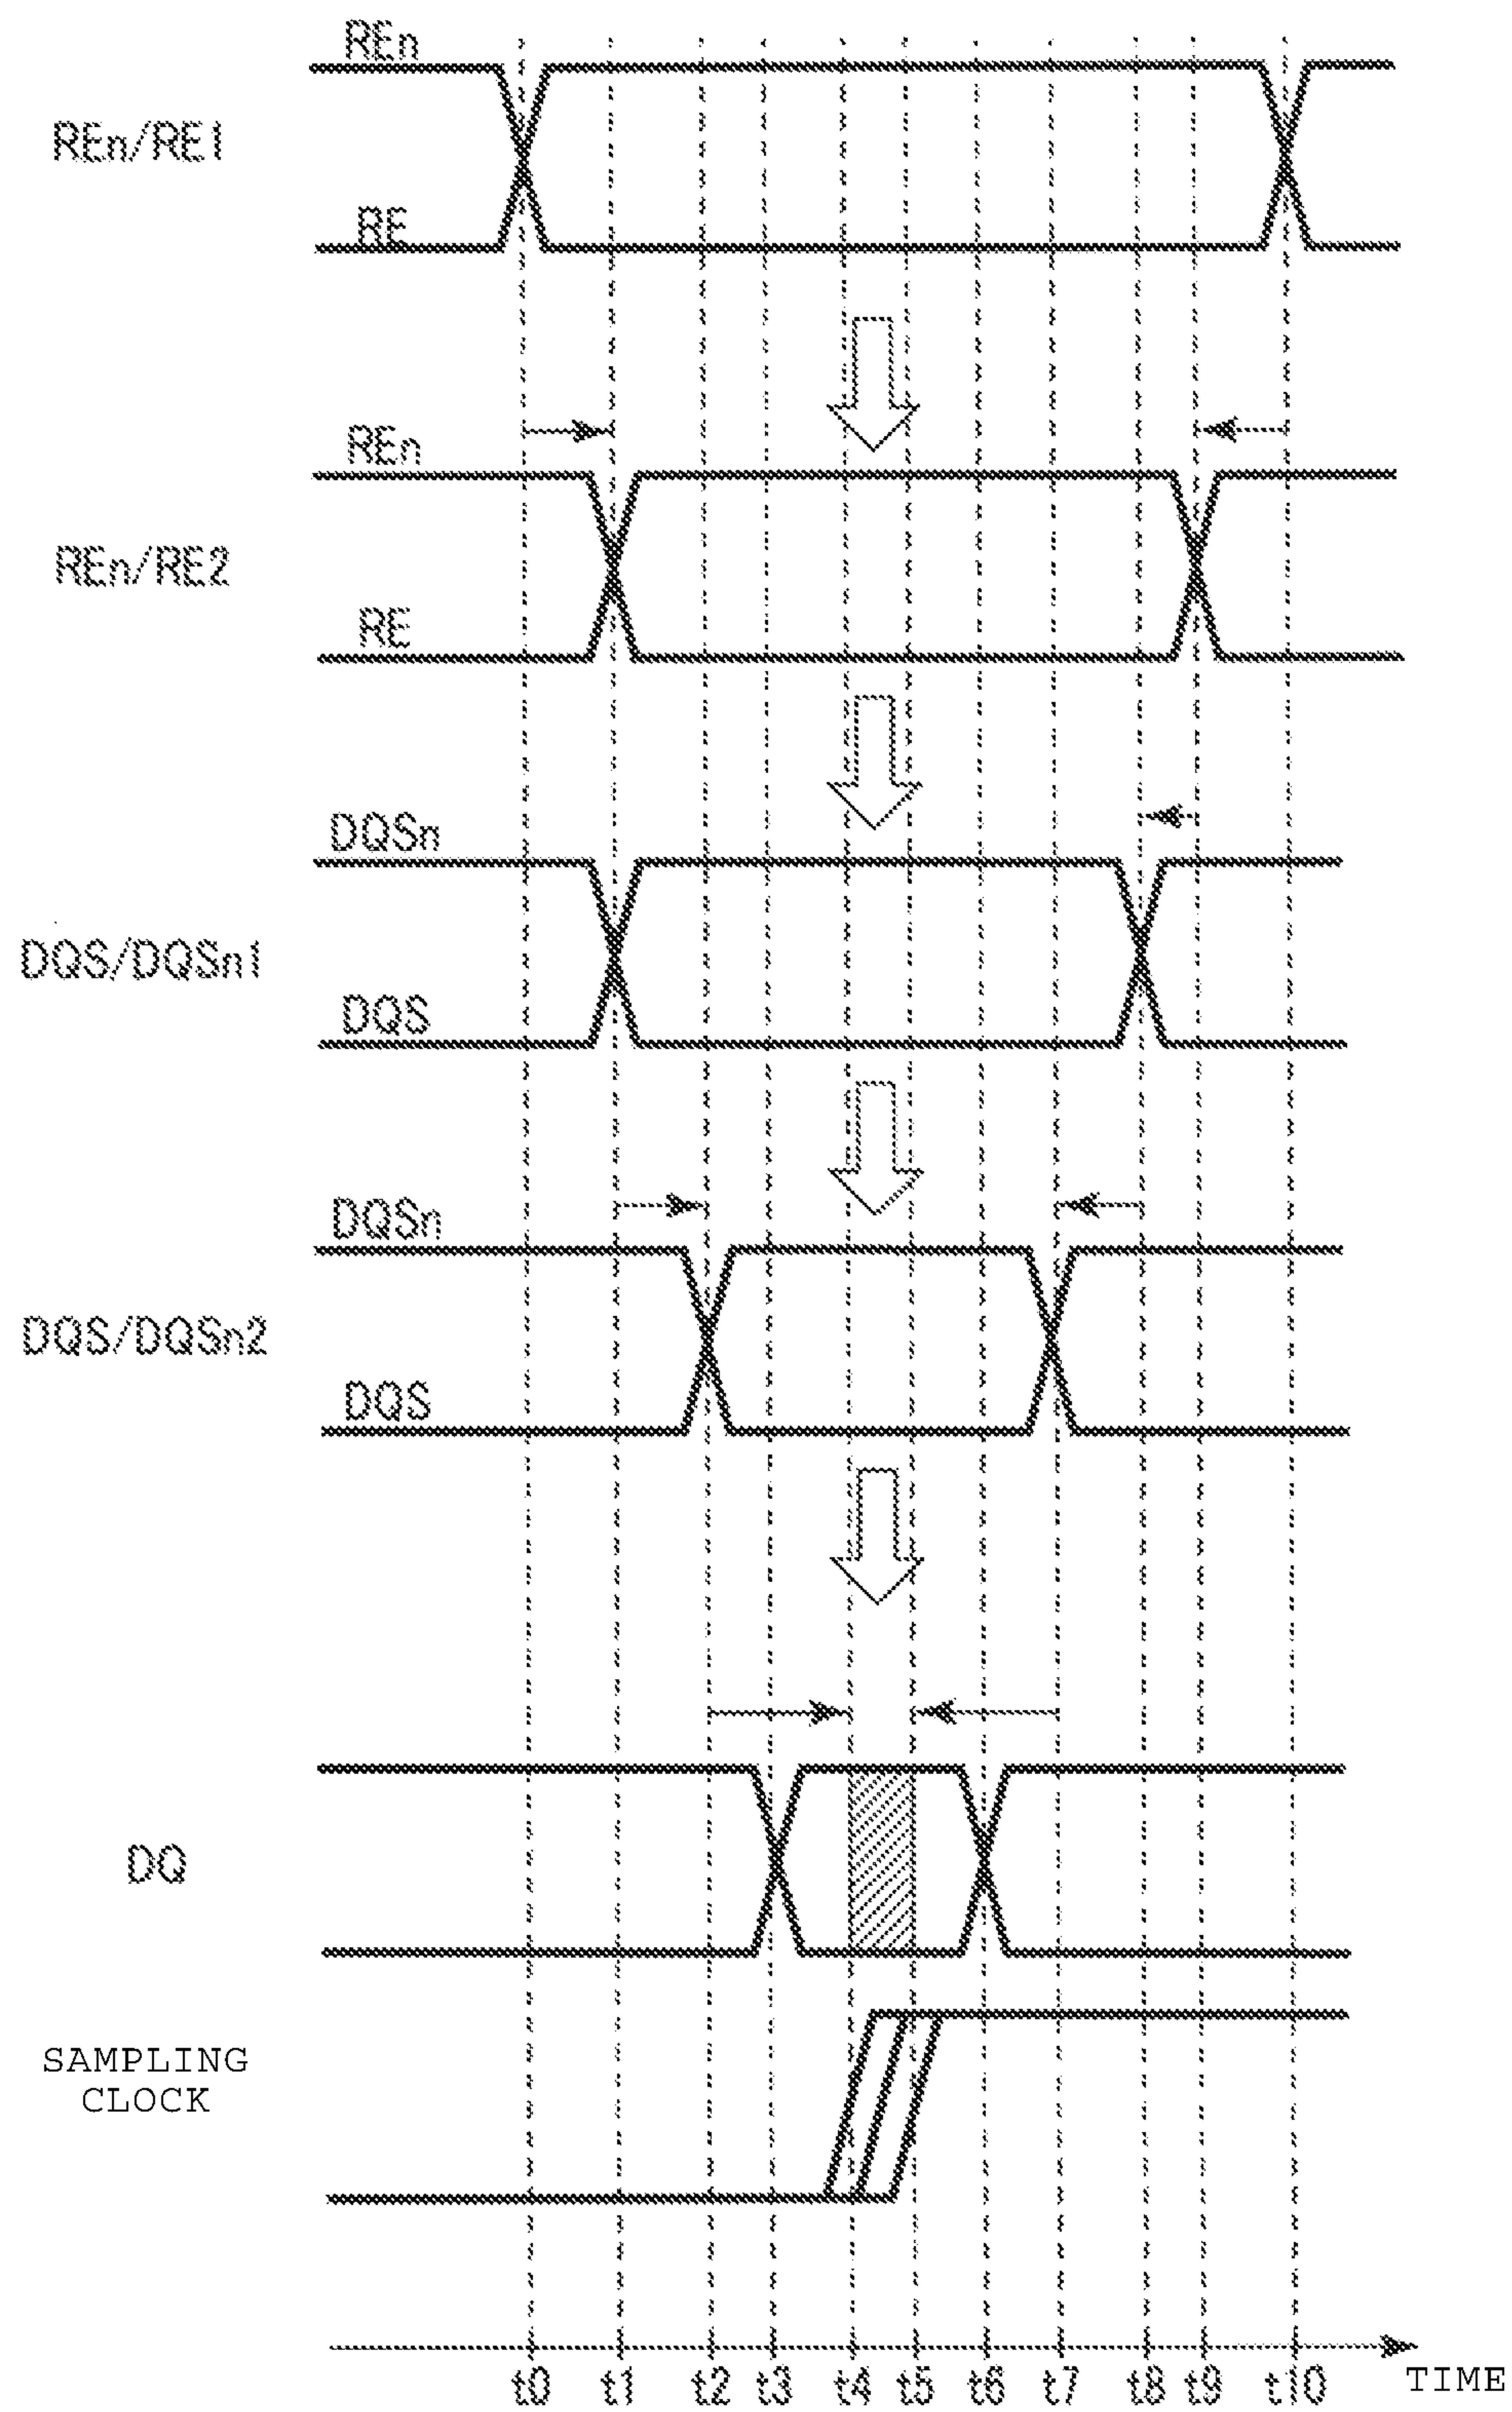 REn
REn/RE1
RE
REn
REn/RE2
RE
DQSn
DQS/DQSn1
DQS
DQSn
DQS/DQSn2
DQS
DQ
SAMPLING
CLOCK
t0 t1 t2 t3 t4 t5 t6 t7 t8 t9 t10 TIME